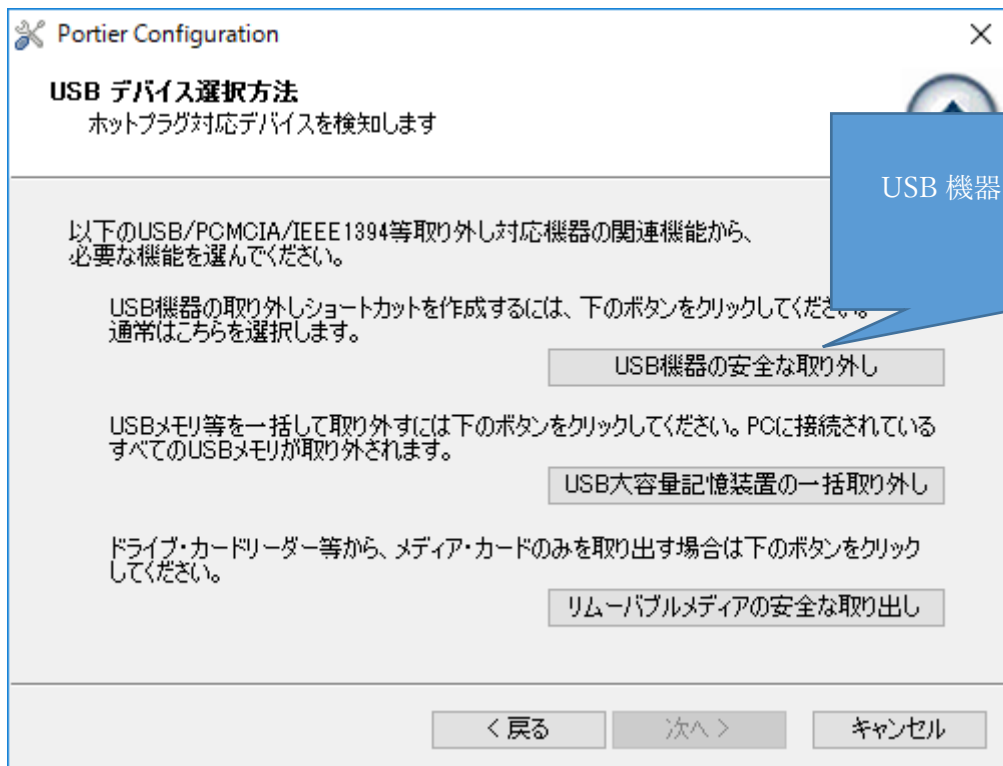 Portier Configuration
USB デバイス選択方法
ホットプラグ対応デバイスを検知します
USB 機器
以下のUSB/PCMCIA/IEEE1394等取り外し対応機器の関連機能から、
必要な機能を選んでください。
USB機器の取り外しショートカットを作成するには、下のボタンをクリックしてください。
通常はこちらを選択します。
USB機器の安全な取り外し
USBメモリ等を一括して取り外すには下のボタンをクリックしてください。PCに接続されている
すべてのUSBメモリが取り外されます。
USB大容量記憶装置の一括取り外し
ドライブ・カードリーダー等から、メディア・カードのみを取り出す場合は下のボタンをクリック
してください。
リムーバブルメディアの安全な取り出し
< 戻る
次へ >
キャンセル